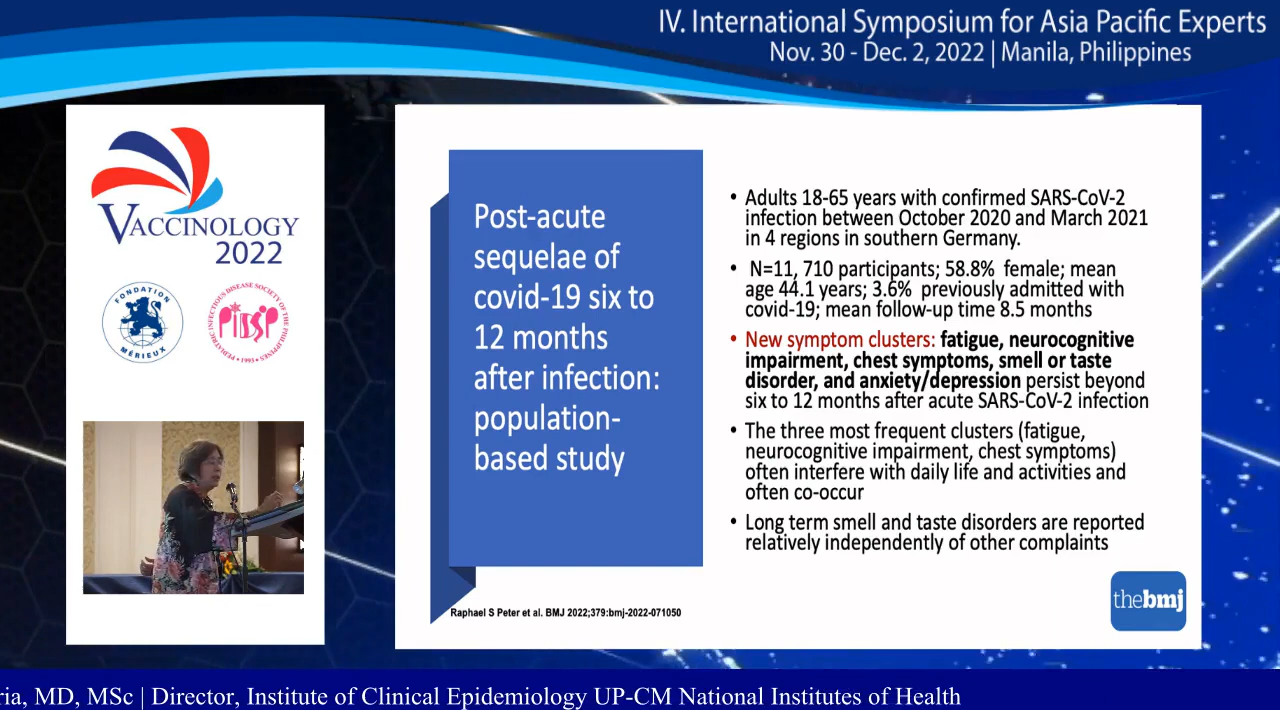 IV. International Symposium for Asia Pacific Experts
Nov. 30 - Dec. 2, 2022 | Manila, Philippines
VACCINOLOGY
2022
FONDATION
MÉRIEUX
PEDIATRIC INFECTIOUS DISEASE SOCIETY OF THE PHILIPPINES
PIDSP
• 1993 •
Post-acute
sequelae of
covid-19 six to
12 months
after infection:
population-
based study
• Adults 18-65 years with confirmed SARS-CoV-2
infection between October 2020 and March 2021
in 4 regions in southern Germany.
• N=11, 710 participants; 58.8% female; mean
age 44.1 years; 3.6% previously admitted with
covid-19; mean follow-up time 8.5 months
• New symptom clusters: fatigue, neurocognitive
impairment, chest symptoms, smell or taste
disorder, and anxiety/depression persist beyond
six to 12 months after acute SARS-CoV-2 infection
• The three most frequent clusters (fatigue,
neurocognitive impairment, chest symptoms)
often interfere with daily life and activities and
often co-occur
• Long term smell and taste disorders are reported
relatively independently of other complaints
Raphael S Peter et al. BMJ 2022;379:bmj-2022-071050
thebmj
ria, MD, MSc | Director, Institute of Clinical Epidemiology UP-CM National Institutes of Health